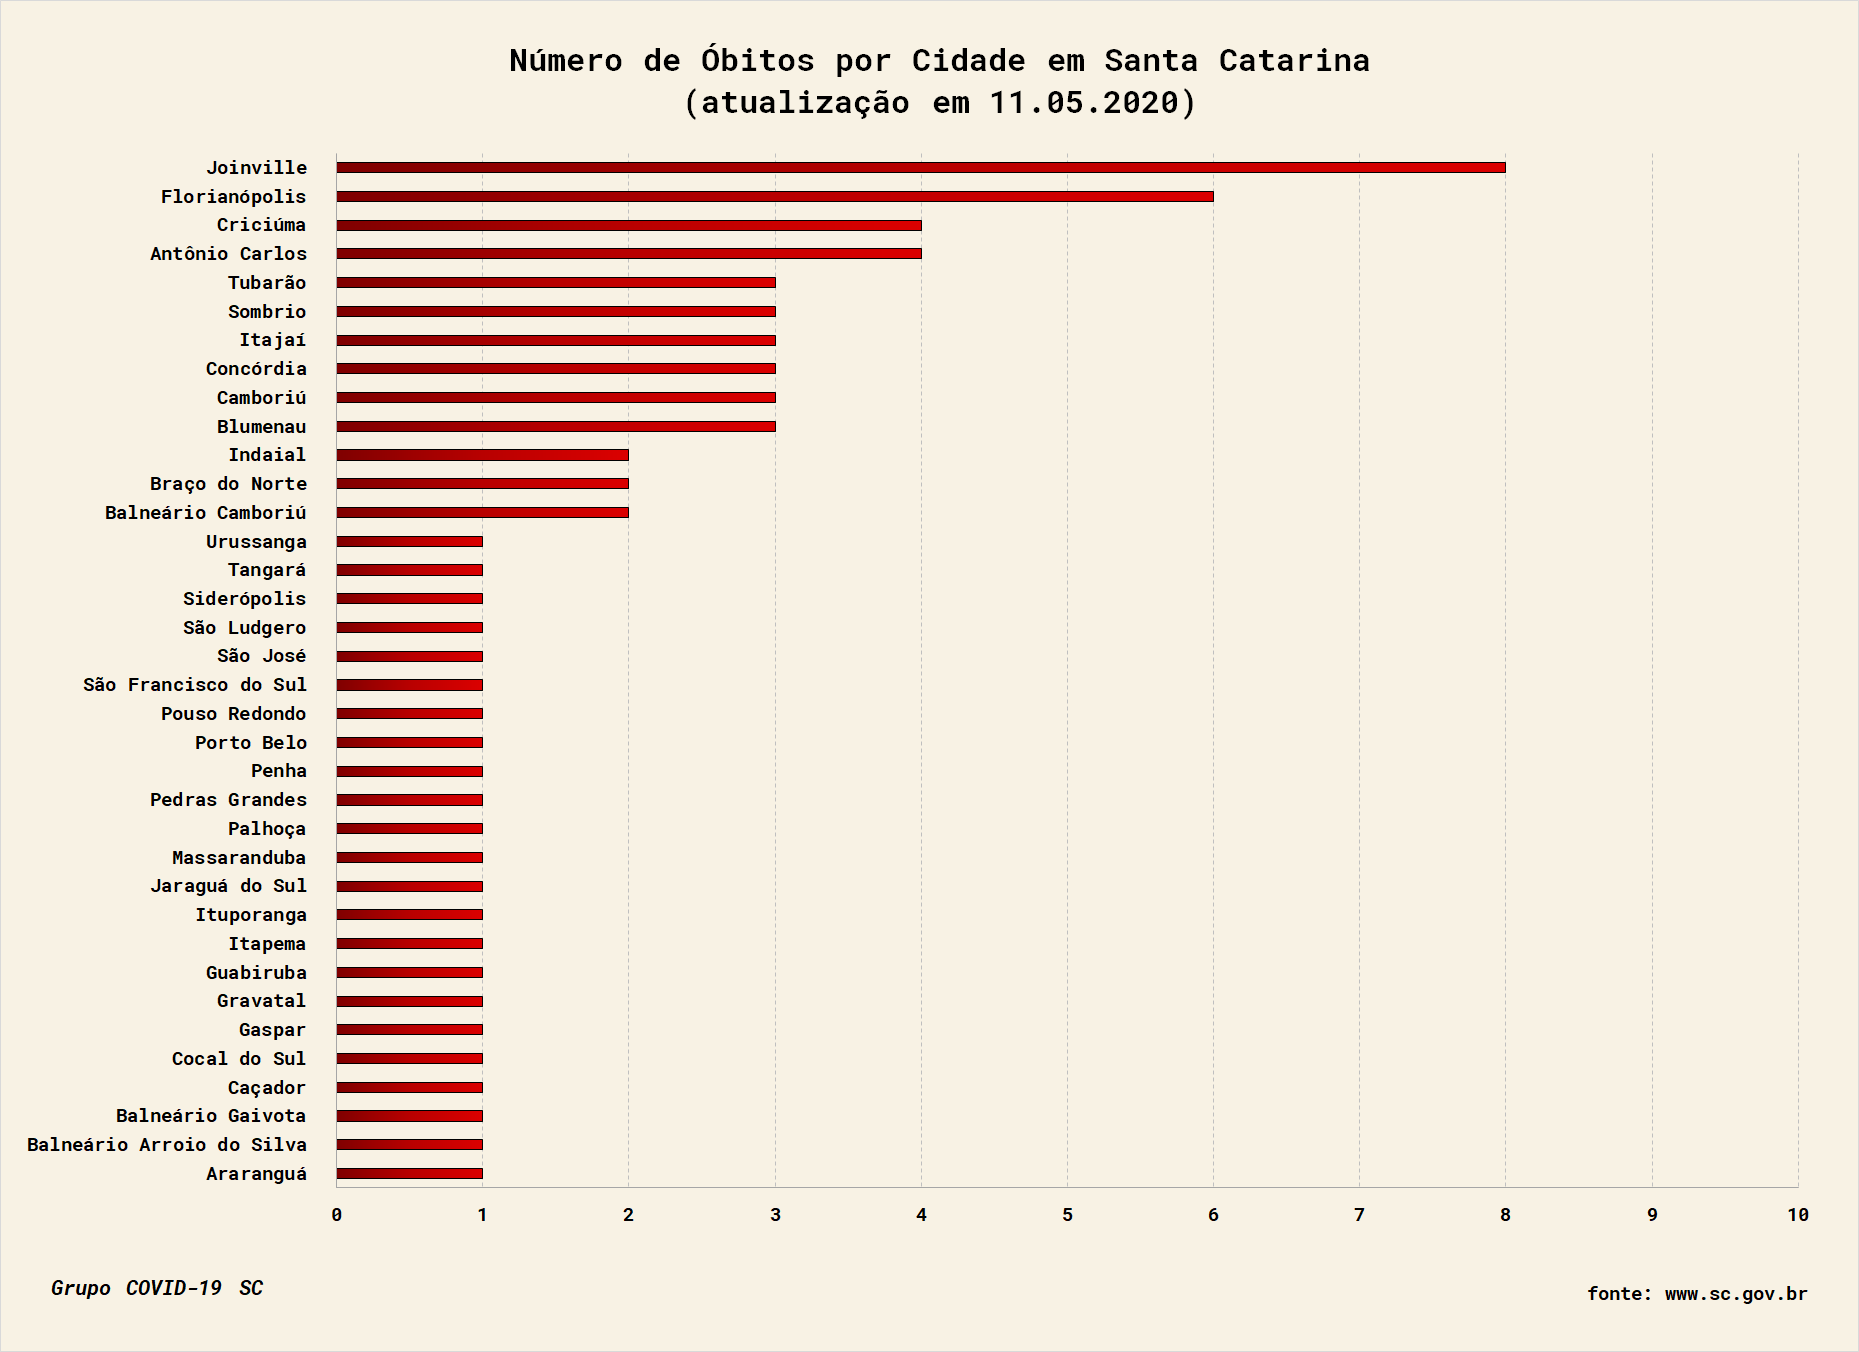 Número de Óbitos por Cidade em Santa Catarina
(atualização em 11.05.2020)
Joinville
Florianópolis
Criciúma
Antônio Carlos
Tubarão
Sombrio
Itajaí
Concórdia
Camboriú
Blumenau
Indaial
Braço do Norte
Balneário Camboriú
Urussanga
Tangará
Siderópolis
São Ludgero
São José
São Francisco do Sul
Pouso Redondo
Porto Belo
Penha
Pedras Grandes
Palhoça
Massaranduba
Jaraguá do Sul
Ituporanga
Itapema
Guabiruba
Gravatal
Gaspar
Cocal do Sul
Caçador
Balneário Gaivota
Balneário Arroio do Silva
Araranguá
0 1 2 3 4 5 6 7 8 9 10
Grupo COVID-19 SC
fonte: www.sc.gov.br